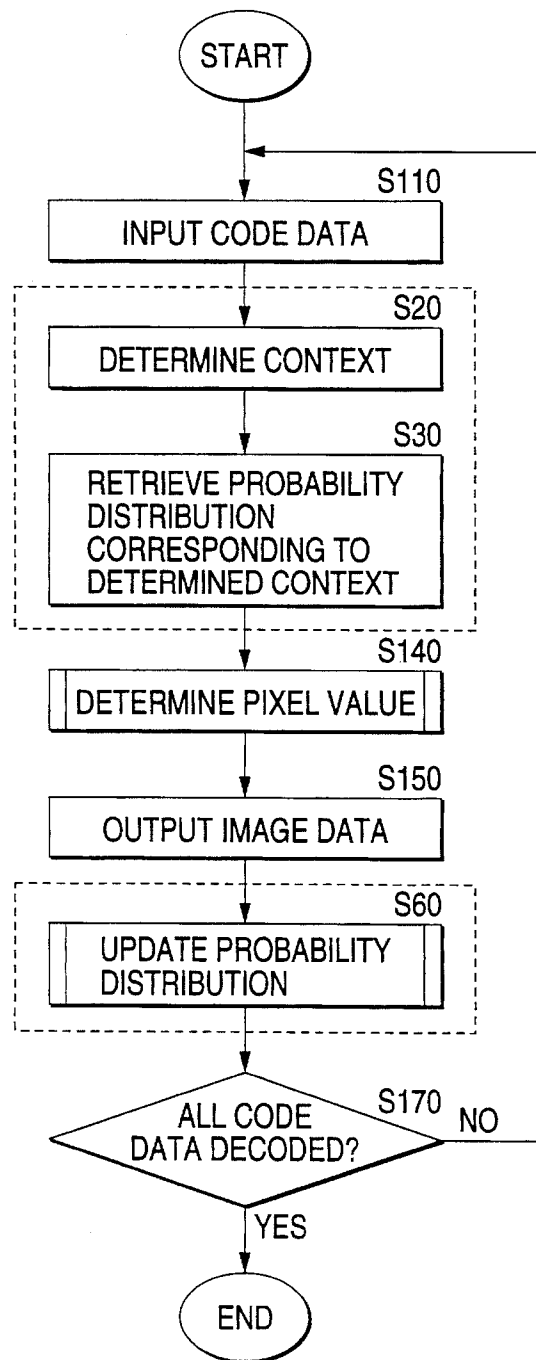 START
S110
INPUT CODE DATA
S20
DETERMINE CONTEXT
S30
RETRIEVE PROBABILITY
DISTRIBUTION
CORRESPONDING TO
DETERMINED CONTEXT
S140
DETERMINE PIXEL VALUE
S150
OUTPUT IMAGE DATA
S60
UPDATE PROBABILITY
DISTRIBUTION
S170
ALL CODE
DATA DECODED?
NO
YES
END